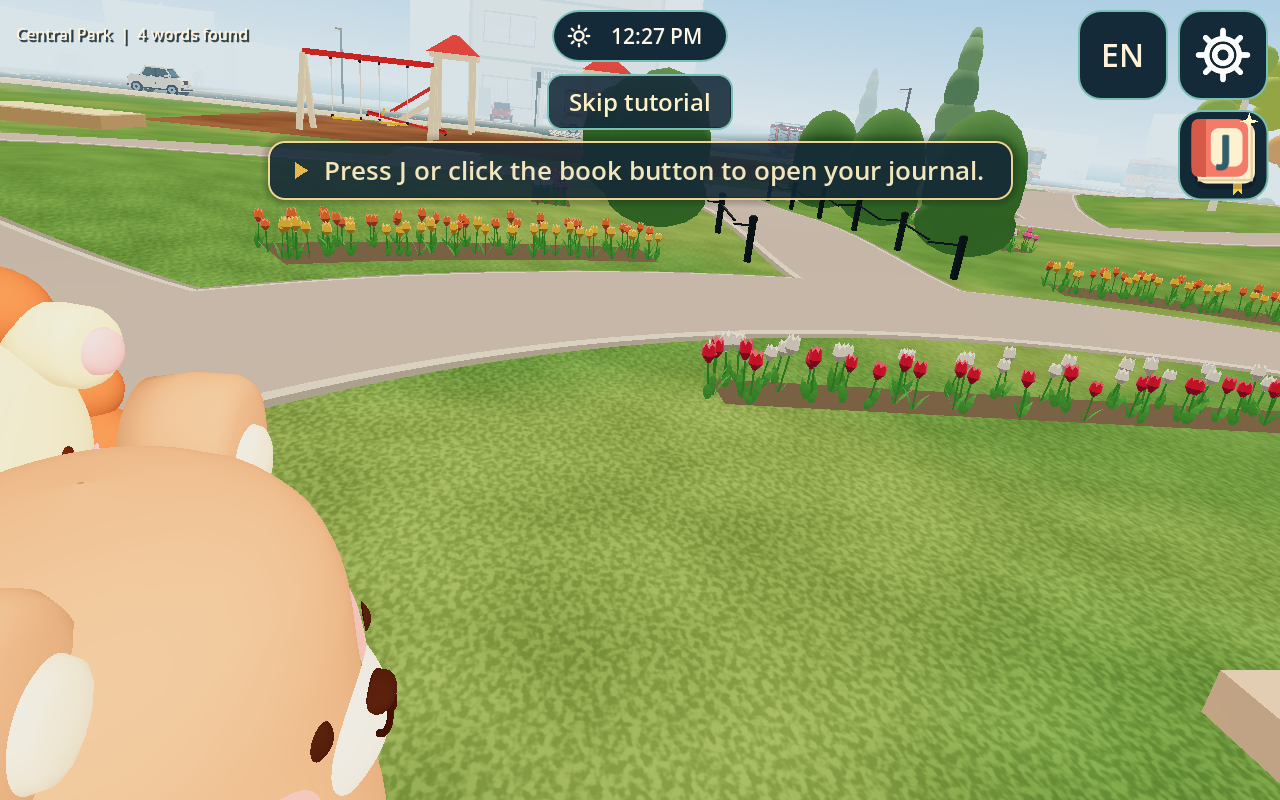 Central Park | 4 words found
12:27 PM
EN
Skip tutorial
Press J or click the book button to open your journal.
J